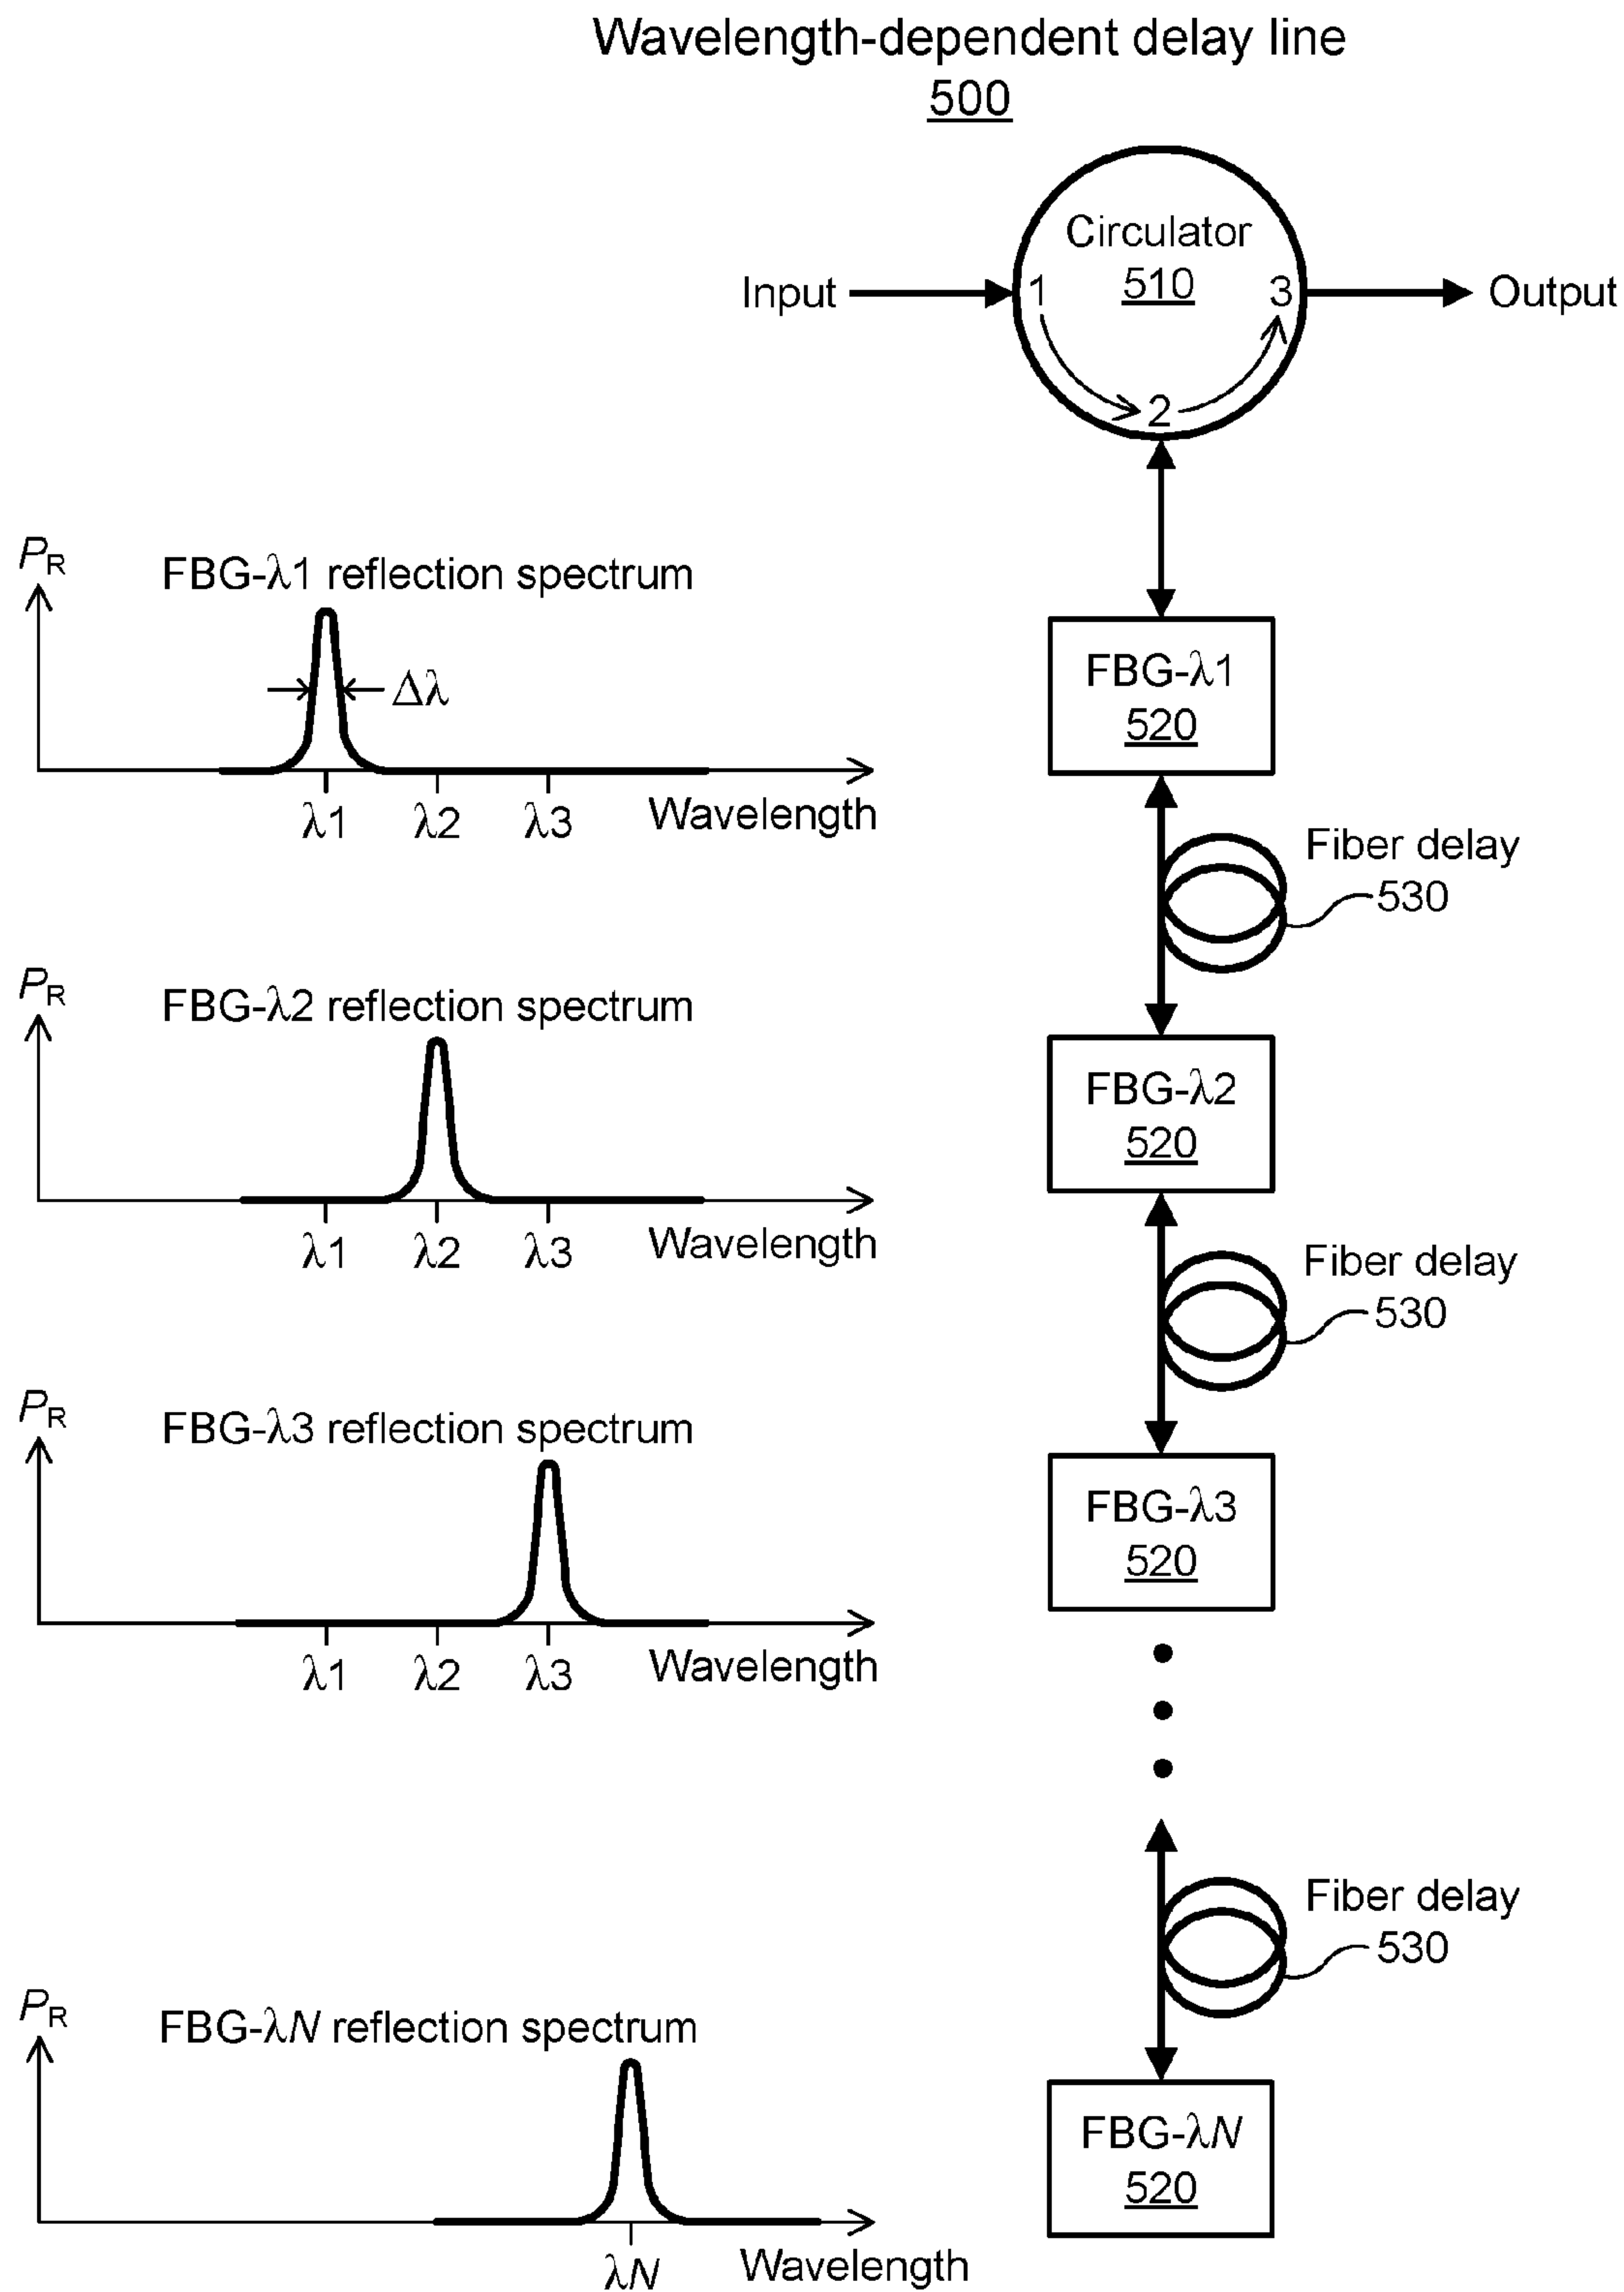 Wavelength-dependent delay line
500
Circulator
510
Input
1
3
Output
2
PR
FBG-λ1 reflection spectrum
Δλ
λ1 λ2 λ3 Wavelength
FBG-λ1
520
Fiber delay
530
PR
FBG-λ2 reflection spectrum
λ1 λ2 λ3 Wavelength
FBG-λ2
520
Fiber delay
530
PR
FBG-λ3 reflection spectrum
λ1 λ2 λ3 Wavelength
FBG-λ3
520
Fiber delay
530
PR
FBG-λN reflection spectrum
λN Wavelength
FBG-λN
520